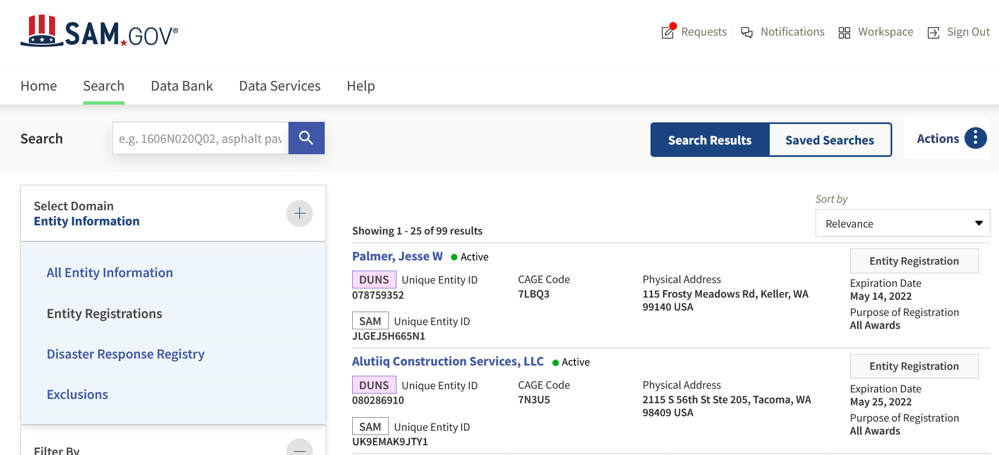 SAM.GOV®
Requests
Notifications
Workspace
Sign Out
Home
Search
Data Bank
Data Services
Help
Search
e.g. 1606N020Q02, asphalt pav
Search Results
Saved Searches
Actions
Select Domain
Entity Information
All Entity Information
Entity Registrations
Disaster Response Registry
Exclusions
Filter By
Sort by
Relevance
Showing 1 - 25 of 99 results
Palmer, Jesse W
Active
DUNS Unique Entity ID
078759352
SAM Unique Entity ID
JLGEJ5H665N1
CAGE Code
7LBQ3
Physical Address
115 Frosty Meadows Rd, Keller, WA
99140 USA
Entity Registration
Expiration Date
May 14, 2022
Purpose of Registration
All Awards
Alutiiq Construction Services, LLC
Active
DUNS Unique Entity ID
080286910
SAM Unique Entity ID
UK9EMAK9JTY1
CAGE Code
7N3U5
Physical Address
2115 S 56th St Ste 205, Tacoma, WA
98409 USA
Entity Registration
Expiration Date
May 25, 2022
Purpose of Registration
All Awards